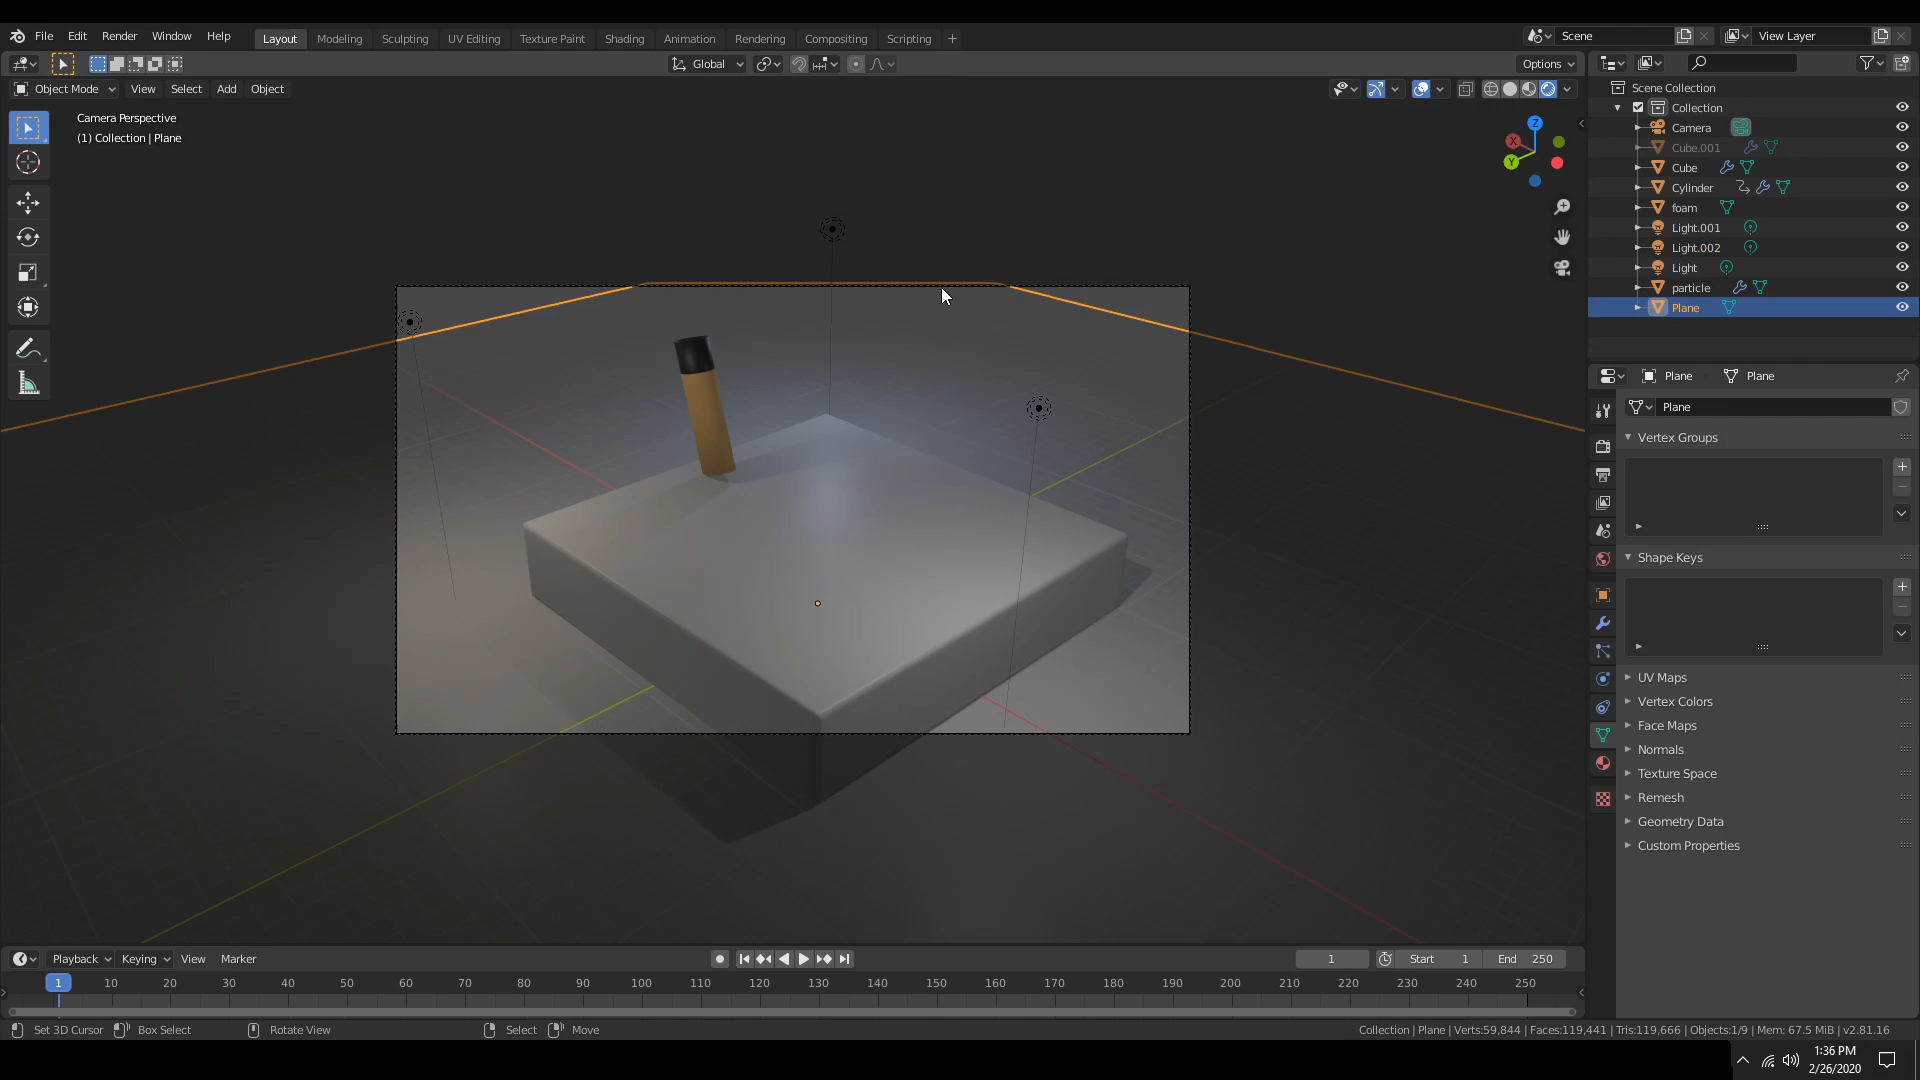 File Edit Render Window Help Layout Modeling Sculpting UV Editing Texture Paint Shading Animation Rendering Compositing Scripting + Scene View Layer
Global Options
Object Mode View Select Add Object
Camera Perspective
(1) Collection | Plane
Z
X
Y
Scene Collection
Collection
Camera
Cube.001
Cube
Cylinder
foam
Light.001
Light.002
Light
particle
Plane
Plane Plane
Plane
Vertex Groups
Shape Keys
UV Maps
Vertex Colors
Face Maps
Normals
Texture Space
Remesh
Geometry Data
Custom Properties
Playback Keying View Marker 1 Start 1 End 250
1 10 20 30 40 50 60 70 80 90 100 110 120 130 140 150 160 170 180 190 200 210 220 230 240 250
Set 3D Cursor Box Select Rotate View Select Move Collection | Plane | Verts:59,844 | Faces:119,441 | Tris:119,666 | Objects:1/9 | Mem: 67.5 MiB | v2.81.16
1:36 PM
2/26/2020